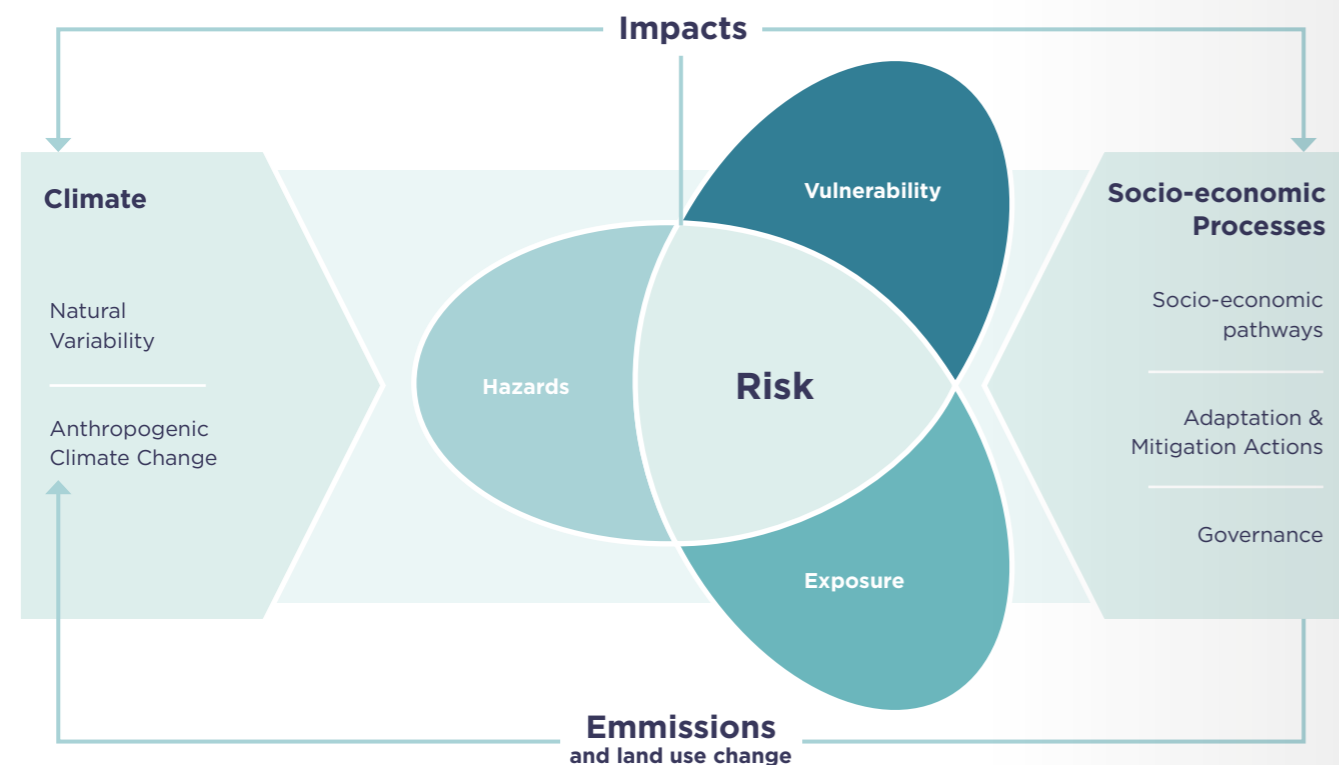 Impacts
Climate
Natural
Variability
Anthropogenic
Climate Change
Hazards
Vulnerability
Risk
Exposure
Socio-economic
Processes
Socio-economic
pathways
Adaptation &
Mitigation Actions
Governance
Emmissions
and land use change